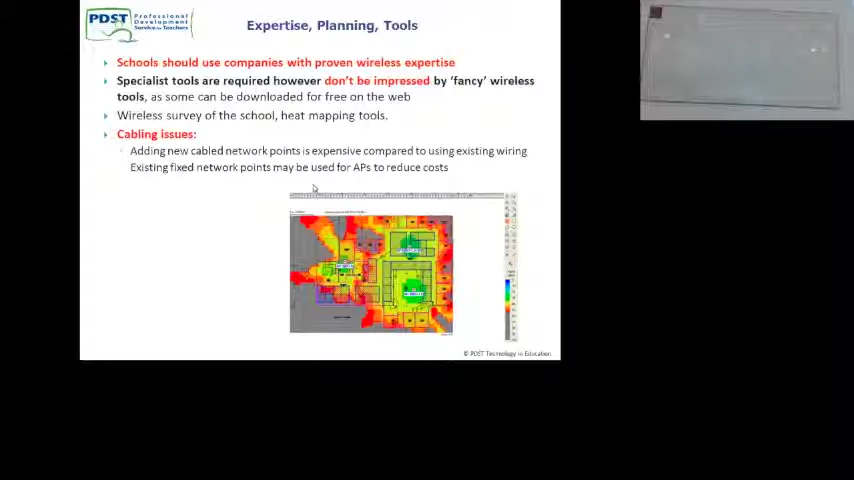 PDST
Professional
Development
Service for Teachers
Expertise, Planning, Tools
Schools should use companies with proven wireless expertise
Specialist tools are required however don't be impressed by 'fancy' wireless
tools, as some can be downloaded for free on the web
Wireless survey of the school, heat mapping tools.
Cabling issues:
Adding new cabled network points is expensive compared to using existing wiring
Existing fixed network points may be used for APs to reduce costs
© PDST Technology in Education